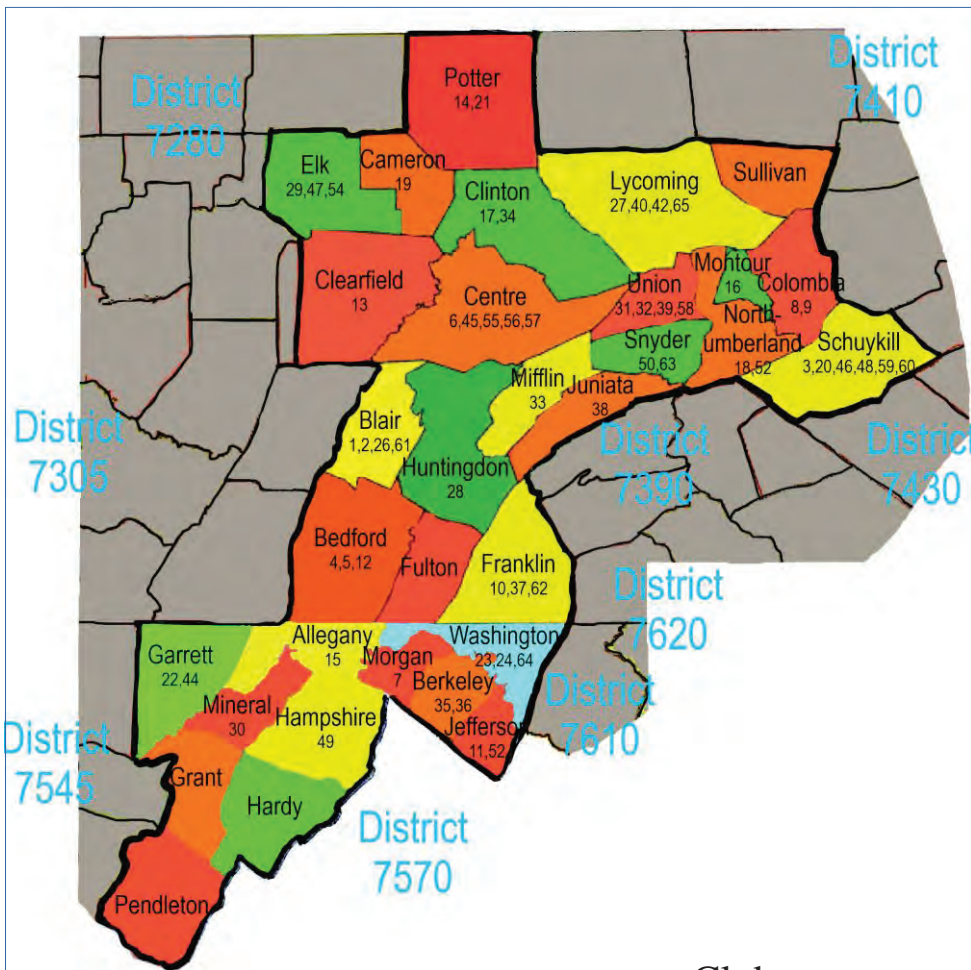 District
7410
Potter
14,21
District
7280
Elk
29,47,54
Cameron
19
Clinton
17,34
Lycoming
27,40,42,65
Sullivan
Clearfield
13
Centre
6,45,55,56,57
Union
31,32,39,58
Montour
16
Colombia
8,9
North-
umberland
18,52
Snyder
50,63
Schuykill
3,20,46,48,59,60
Mifflin
33
Juniata
38
Blair
1,2,26,61
Huntingdon
28
District
7305
District
7390
District
7430
Bedford
4,5,12
Fulton
Franklin
10,37,62
District
7620
Garrett
22,44
Allegany
15
Washington
23,24,64
Morgan
7
Berkeley
35,36
Mineral
30
Hampshire
49
Jefferson
11,52
District
7610
District
7545
Grant
Hardy
District
7570
Pendleton